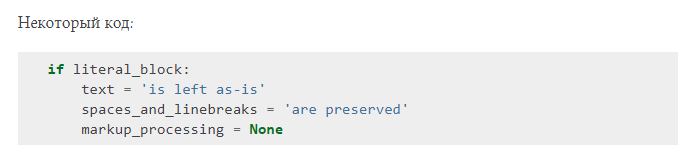 Некоторый код:
if literal_block:
    text = 'is left as-is'
    spaces_and_linebreaks = 'are preserved'
    markup_processing = None